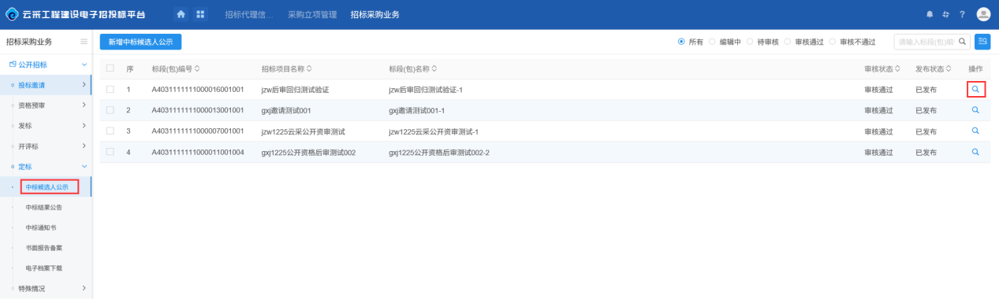 云采工程建设电子招投标平台
招标代理信... 采购立项管理 招标采购业务
?
招标采购业务
新增中标候选人公示
所有 编辑中 待审核 审核通过 审核不通过
请输入标段(包)编
公开招标
投标邀请
资格预审
发标
开评标
定标
中标候选人公示
中标结果公告
中标通知书
书面报告备案
电子档案下载
特殊情况
序 标段(包)编号 招标项目名称 标段(包)名称 审核状态 发布状态 操作
1 A4031111111000016001001 jzw后审回归测试验证 jzw后审回归测试验证-1 审核通过 已发布
2 A4031111111000013001001 gxj邀请测试001 gxj邀请测试001-1 审核通过 已发布
3 A4031111111000007001001 jzw1225云采公开资审测试 jzw1225云采公开资审测试-1 审核通过 已发布
4 A4031111111000011001004 gxj1225公开资格后审测试002 gxj1225公开资格后审测试002-2 审核通过 已发布